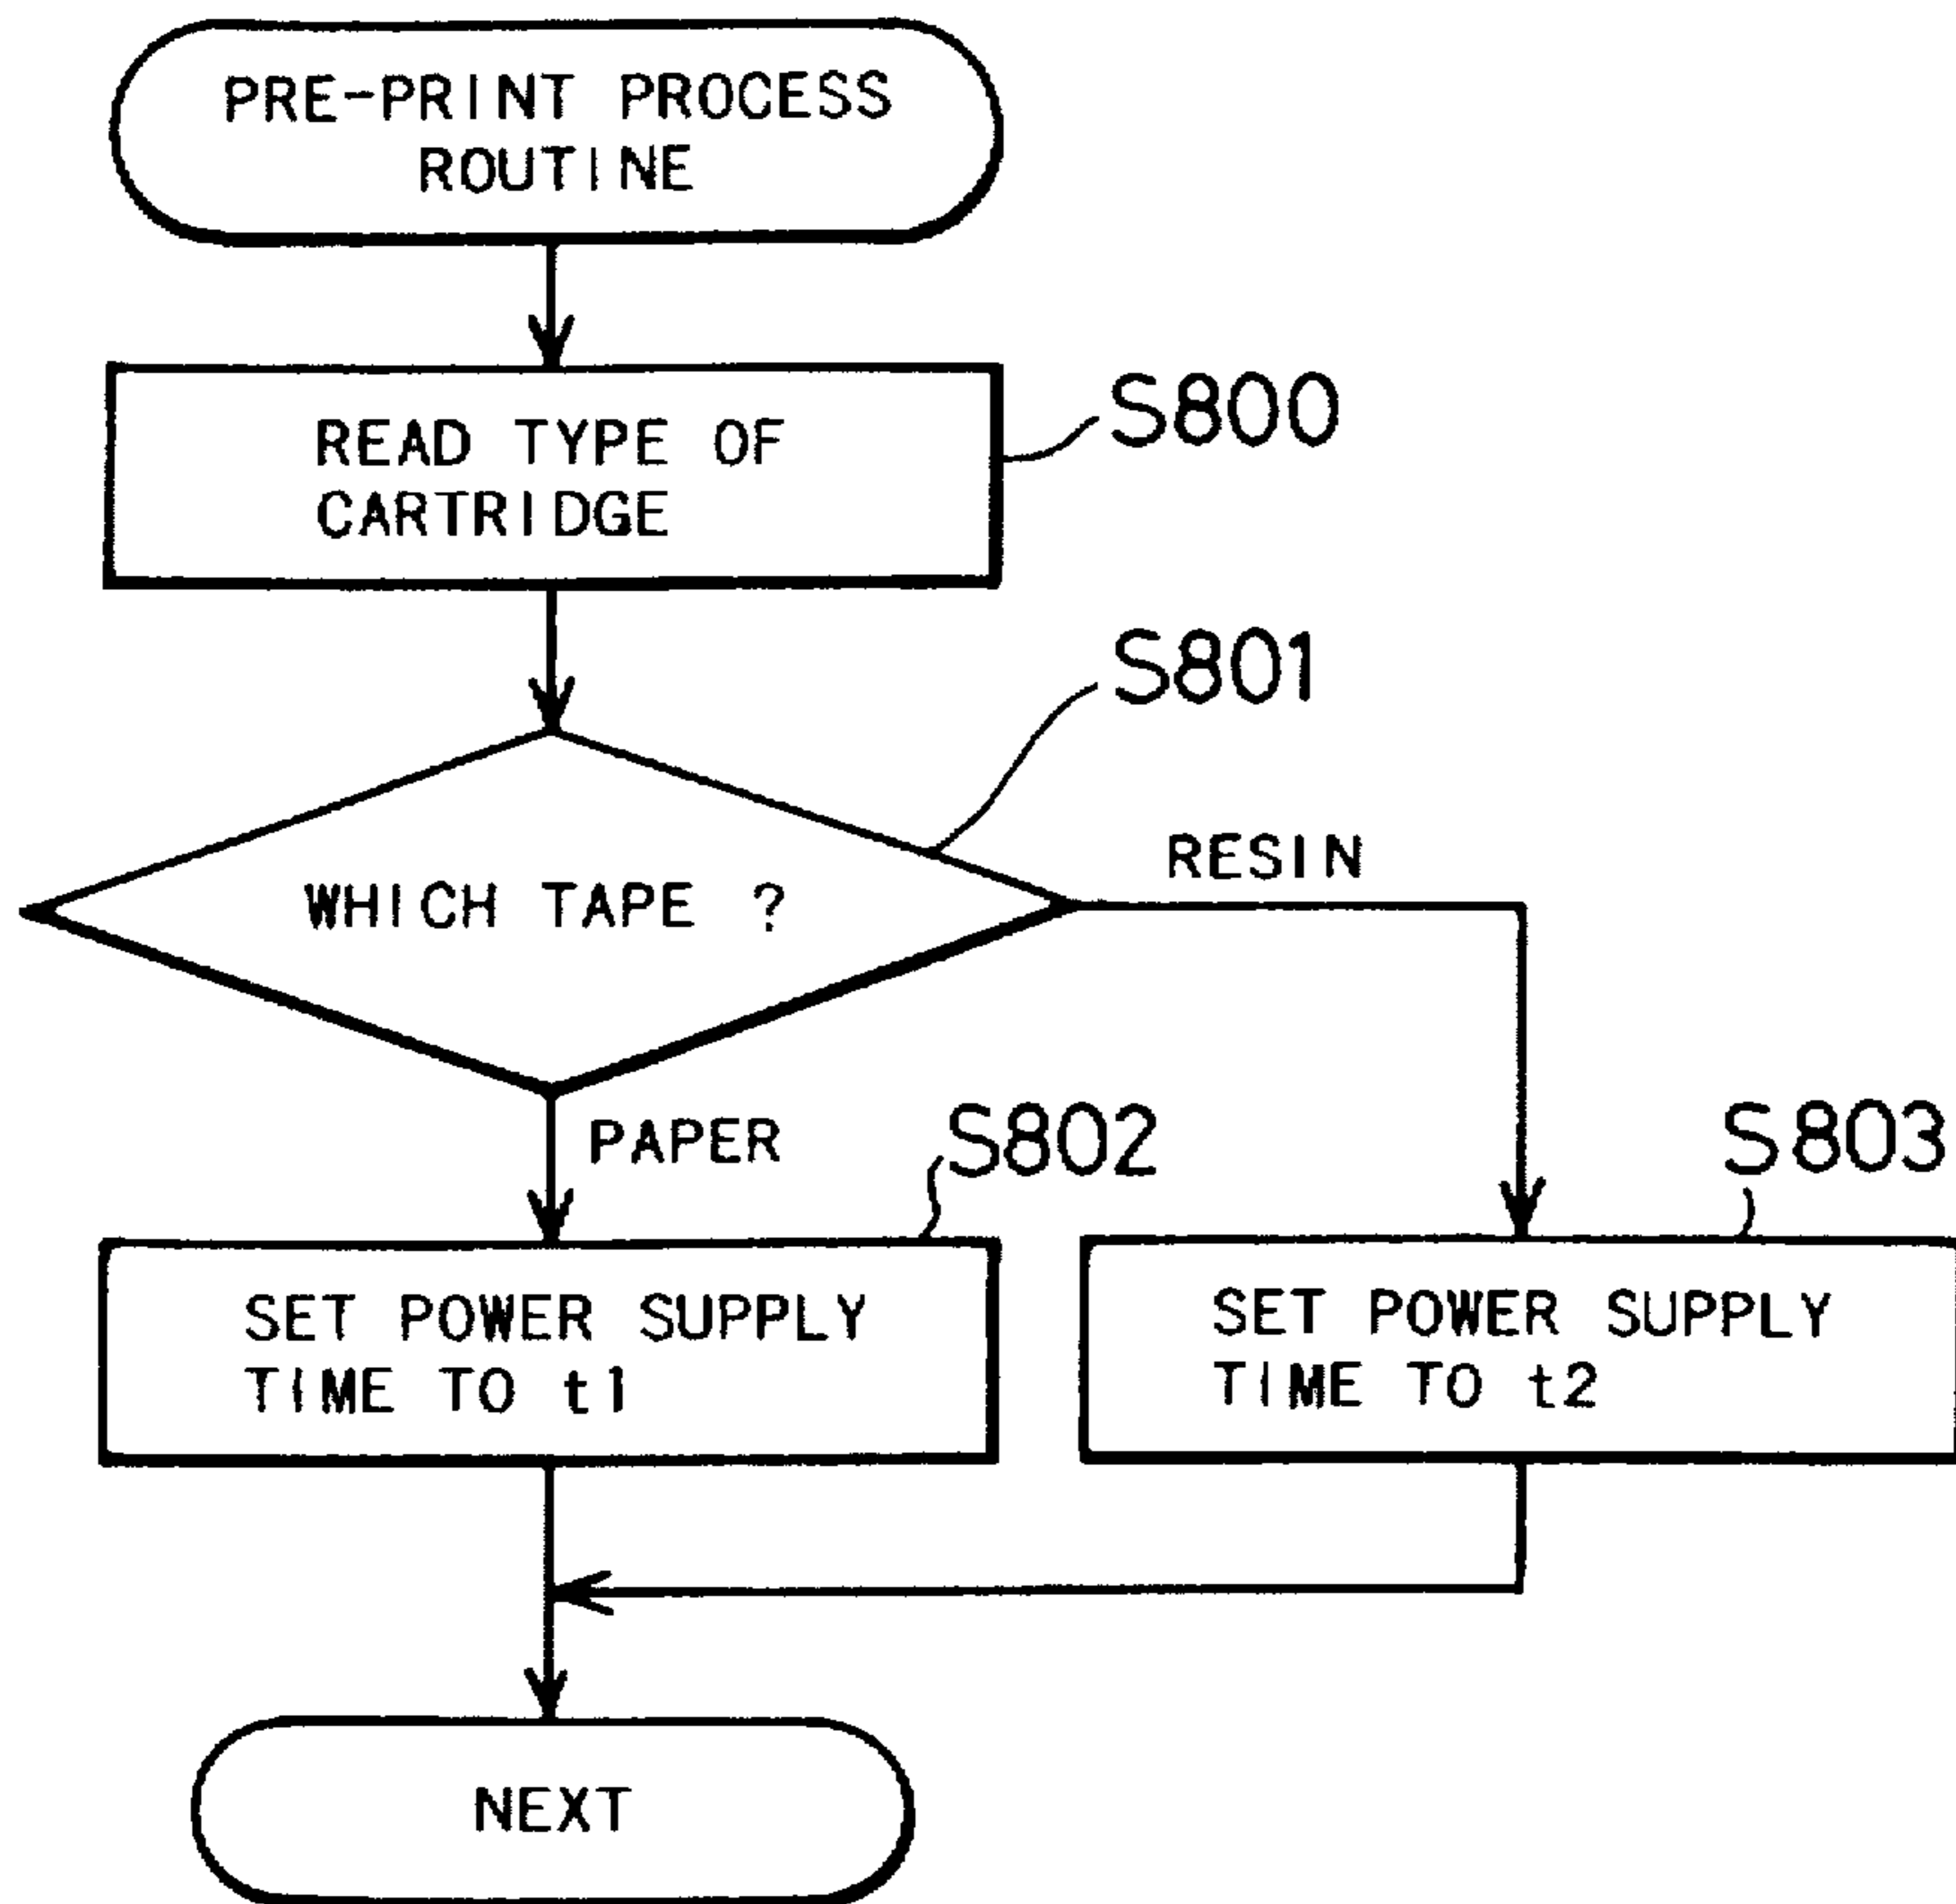 PRE-PRINT PROCESS
ROUTINE
READ TYPE OF
CARTRIDGE
S800
S801
WHICH TAPE ?
RESIN
PAPER
S802
S803
SET POWER SUPPLY
TIME TO t1
SET POWER SUPPLY
TIME TO t2
NEXT